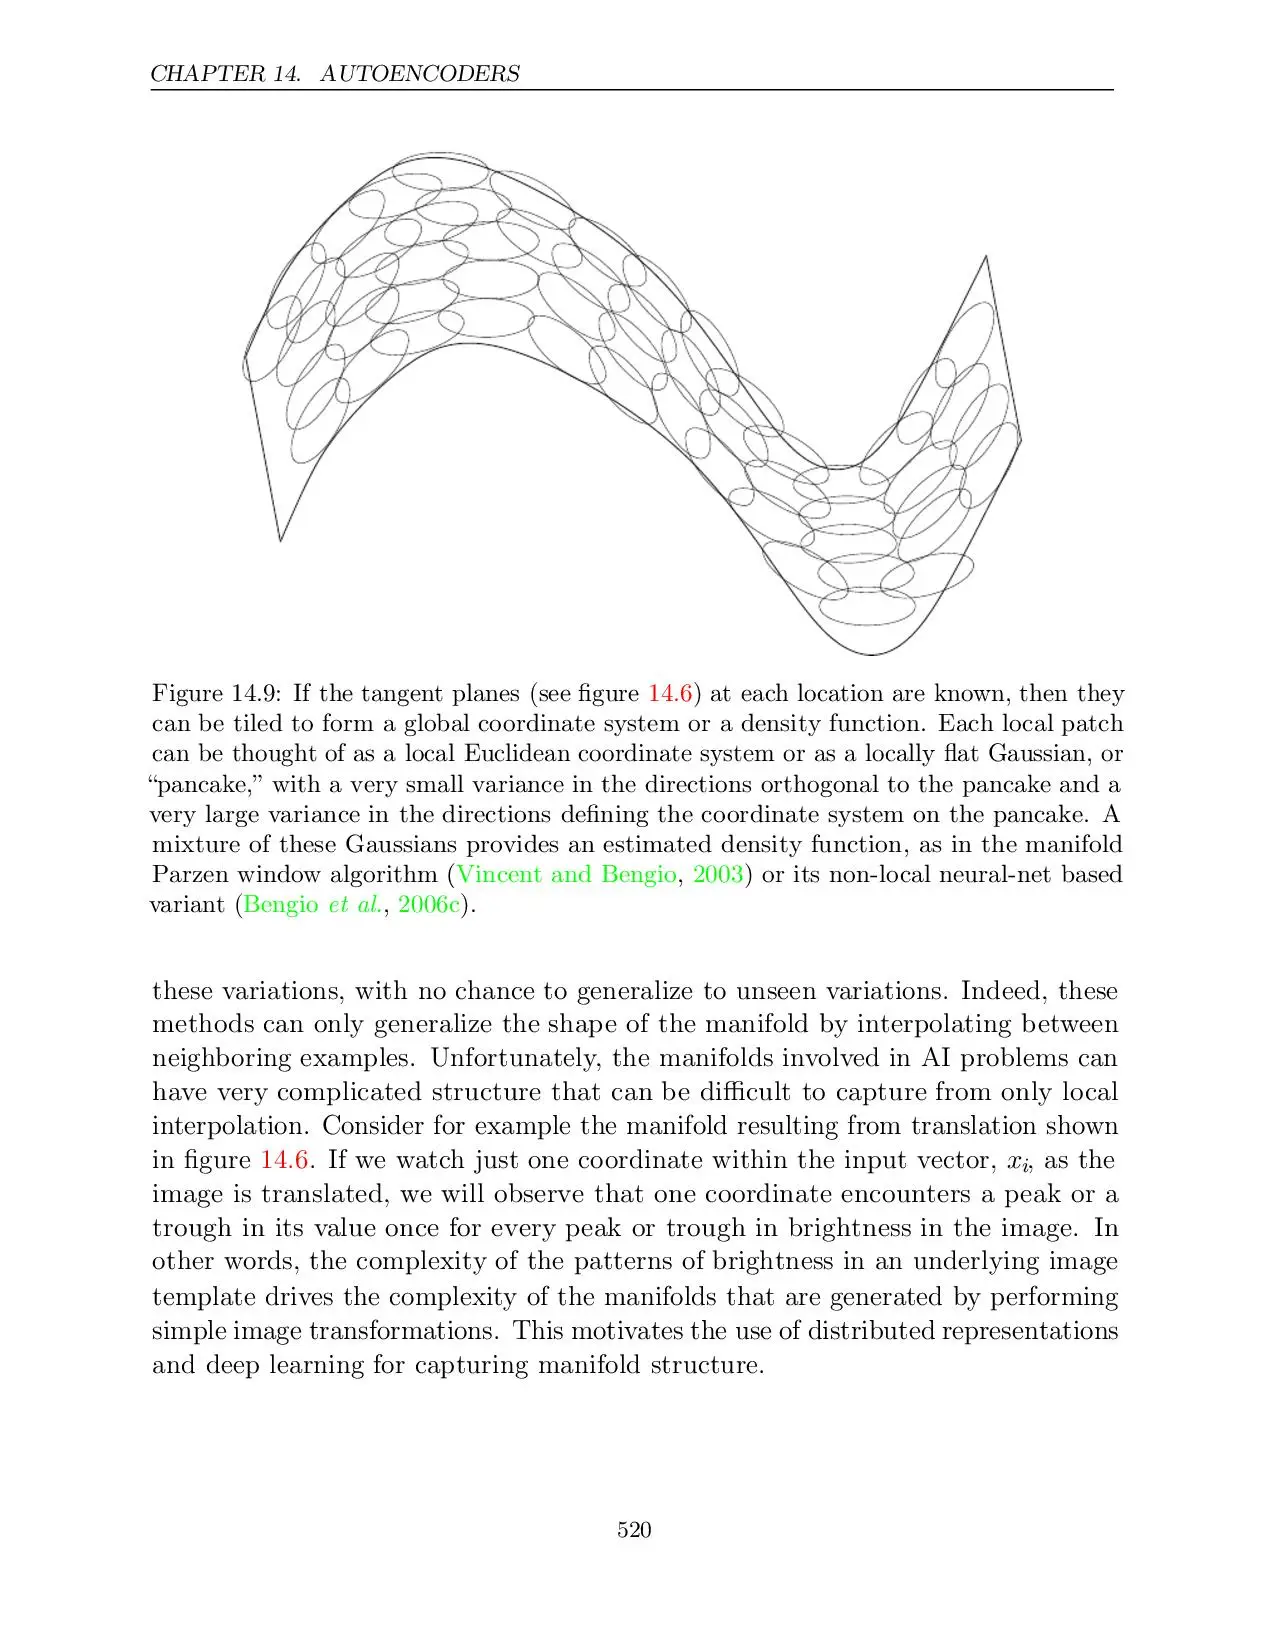 CHAPTER 14. AUTOENCODERS
Figure 14.9: If the tangent planes (see figure 14.6) at each location are known, then they
can be tiled to form a global coordinate system or a density function. Each local patch
can be thought of as a local Euclidean coordinate system or as a locally flat Gaussian, or
“pancake,” with a very small variance in the directions orthogonal to the pancake and a
very large variance in the directions defining the coordinate system on the pancake. A
mixture of these Gaussians provides an estimated density function, as in the manifold
Parzen window algorithm (Vincent and Bengio, 2003) or its non-local neural-net based
variant (Bengio et al., 2006c).
these variations, with no chance to generalize to unseen variations. Indeed, these
methods can only generalize the shape of the manifold by interpolating between
neighboring examples. Unfortunately, the manifolds involved in AI problems can
have very complicated structure that can be difficult to capture from only local
interpolation. Consider for example the manifold resulting from translation shown
in figure 14.6. If we watch just one coordinate within the input vector, xi, as the
image is translated, we will observe that one coordinate encounters a peak or a
trough in its value once for every peak or trough in brightness in the image. In
other words, the complexity of the patterns of brightness in an underlying image
template drives the complexity of the manifolds that are generated by performing
simple image transformations. This motivates the use of distributed representations
and deep learning for capturing manifold structure.
520